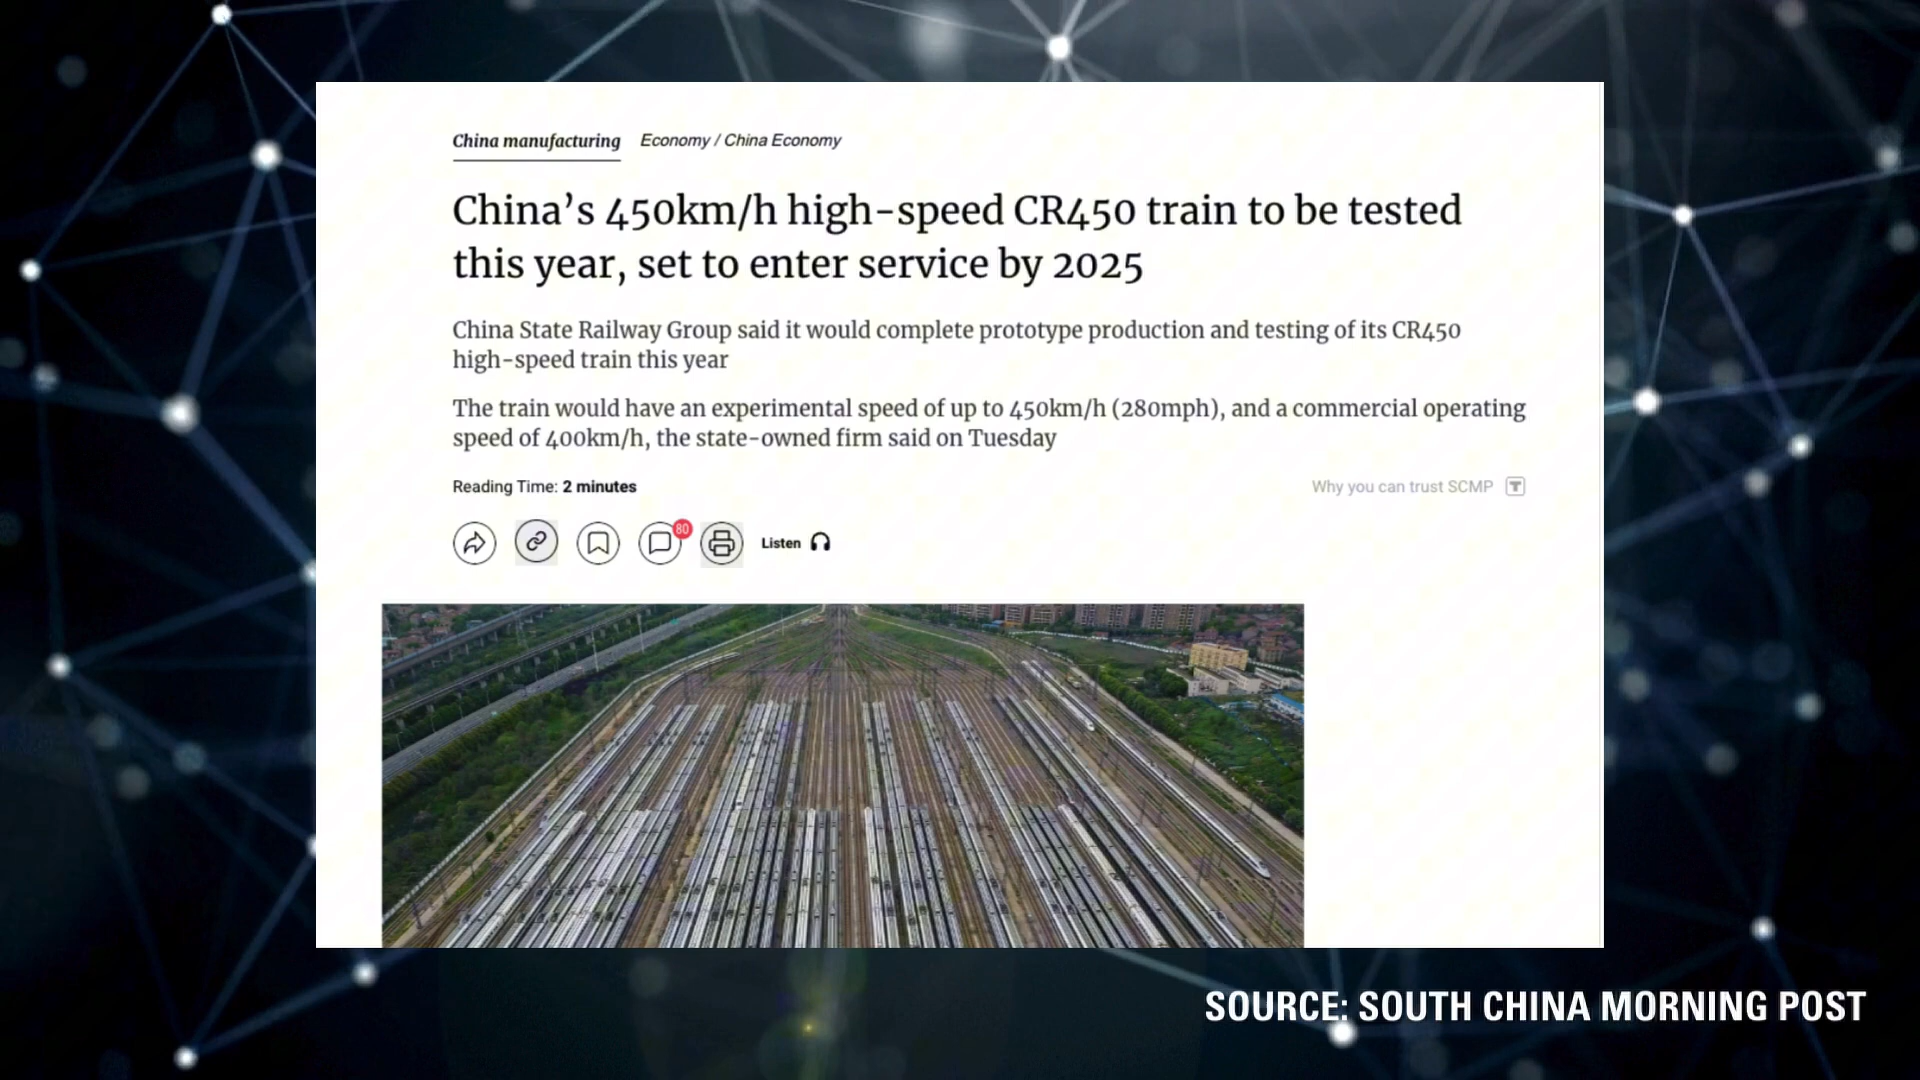 China manufacturing Economy / China Economy
China’s 450km/h high-speed CR450 train to be tested
this year, set to enter service by 2025
China State Railway Group said it would complete prototype production and testing of its CR450
high-speed train this year
The train would have an experimental speed of up to 450km/h (280mph), and a commercial operating
speed of 400km/h, the state-owned firm said on Tuesday
Reading Time: 2 minutes Why you can trust SCMP T
80
Listen
SOURCE: SOUTH CHINA MORNING POST